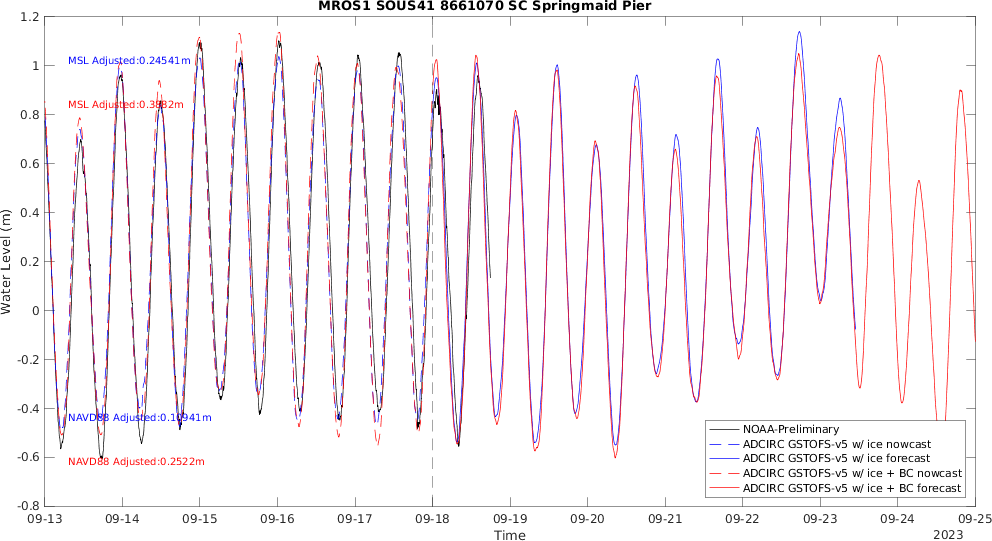 MROS1 SOUS41 8661070 SC Springmaid Pier
1.2
1
0.8
0.6
0.4
0.2
0
-0.2
-0.4
-0.6
-0.8
Water Level (m)
MSL Adjusted:0.24541m
MSL Adjusted:0.3882m
NAVD88 Adjusted:0.10941m
NAVD88 Adjusted:0.2522m
NOAA-Preliminary
ADCIRC GSTOFS-v5 w/ ice nowcast
ADCIRC GSTOFS-v5 w/ ice forecast
ADCIRC GSTOFS-v5 w/ ice + BC nowcast
ADCIRC GSTOFS-v5 w/ ice + BC forecast
09-13 09-14 09-15 09-16 09-17 09-18 09-19 09-20 09-21 09-22 09-23 09-24 09-25
Time
2023